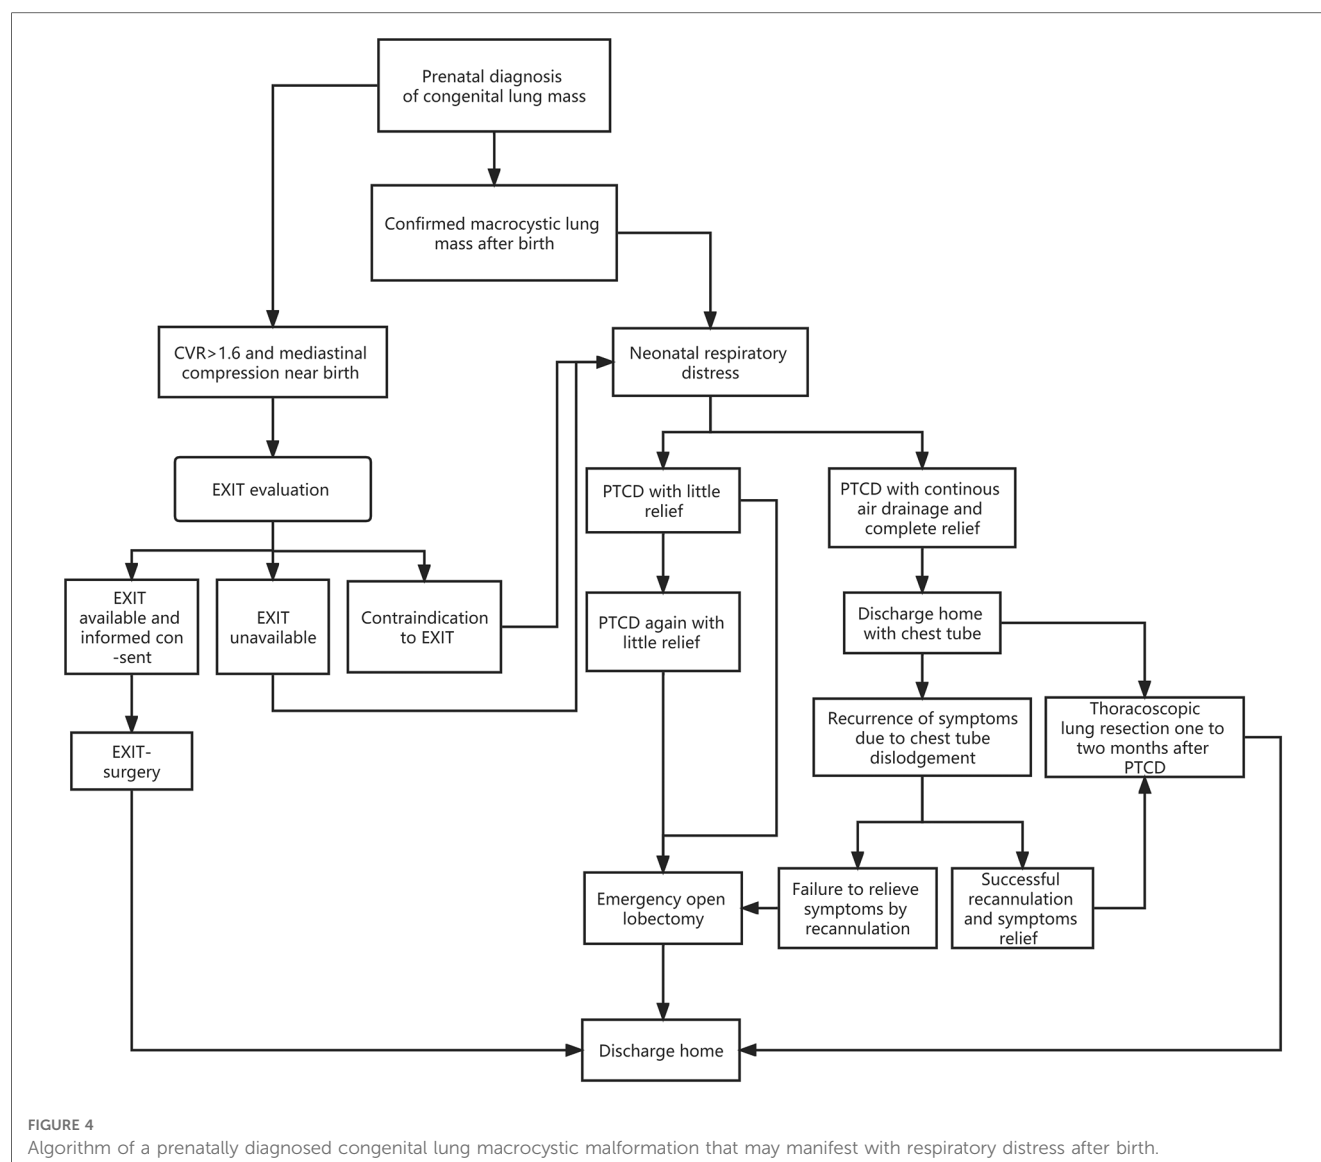 Prenatal diagnosis
of congenital lung mass
Confirmed macrocystic lung
mass after birth
CVR>1.6 and mediastinal
compression near birth
Neonatal respiratory
distress
EXIT evaluation
PTCD with little
relief
PTCD with continous
air drainage and
complete relief
EXIT
available and
informed con
-sent
EXIT
unavailable
Contraindication
to EXIT
PTCD again with
little relief
Discharge home
with chest tube
EXIT-
surgery
Recurrence of symptoms
due to chest tube
dislodgement
Thoracoscopic
lung resection one to
two months after
PTCD
Emergency open
lobectomy
Failure to relieve
symptoms by
recannulation
Successful
recannulation
and symptoms
relief
Discharge home
FIGURE 4
Algorithm of a prenatally diagnosed congenital lung macrocystic malformation that may manifest with respiratory distress after birth.